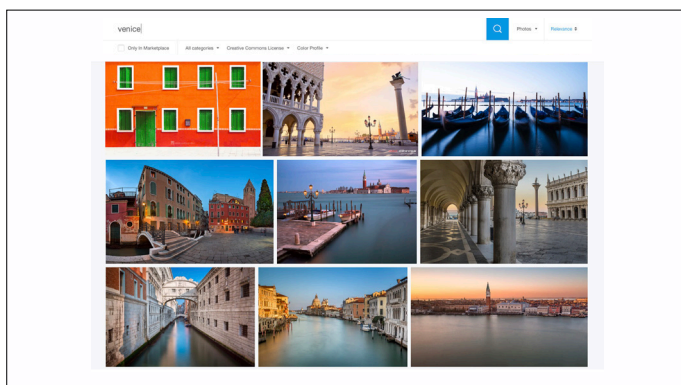 venice
Photos Relevance
Only in Marketplace All categories Creative Commons License Color Profile